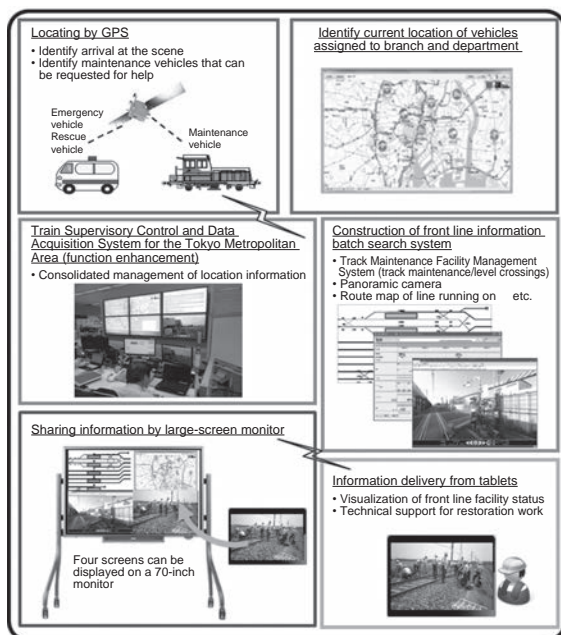 Locating by GPS
• Identify arrival at the scene
• Identify maintenance vehicles that can
be requested for help
Emergency
vehicle
Rescue
vehicle
Maintenance
vehicle
Identify current location of vehicles
assigned to branch and department
Train Supervisory Control and Data
Acquisition System for the Tokyo Metropolitan
Area (function enhancement)
• Consolidated management of location information
Construction of front line information
batch search system
• Track Maintenance Facility Management
System (track maintenance/level crossings)
• Panoramic camera
• Route map of line running on etc.
Sharing information by large-screen monitor
Four screens can be
displayed on a 70-inch
monitor
Information delivery from tablets
• Visualization of front line facility status
• Technical support for restoration work